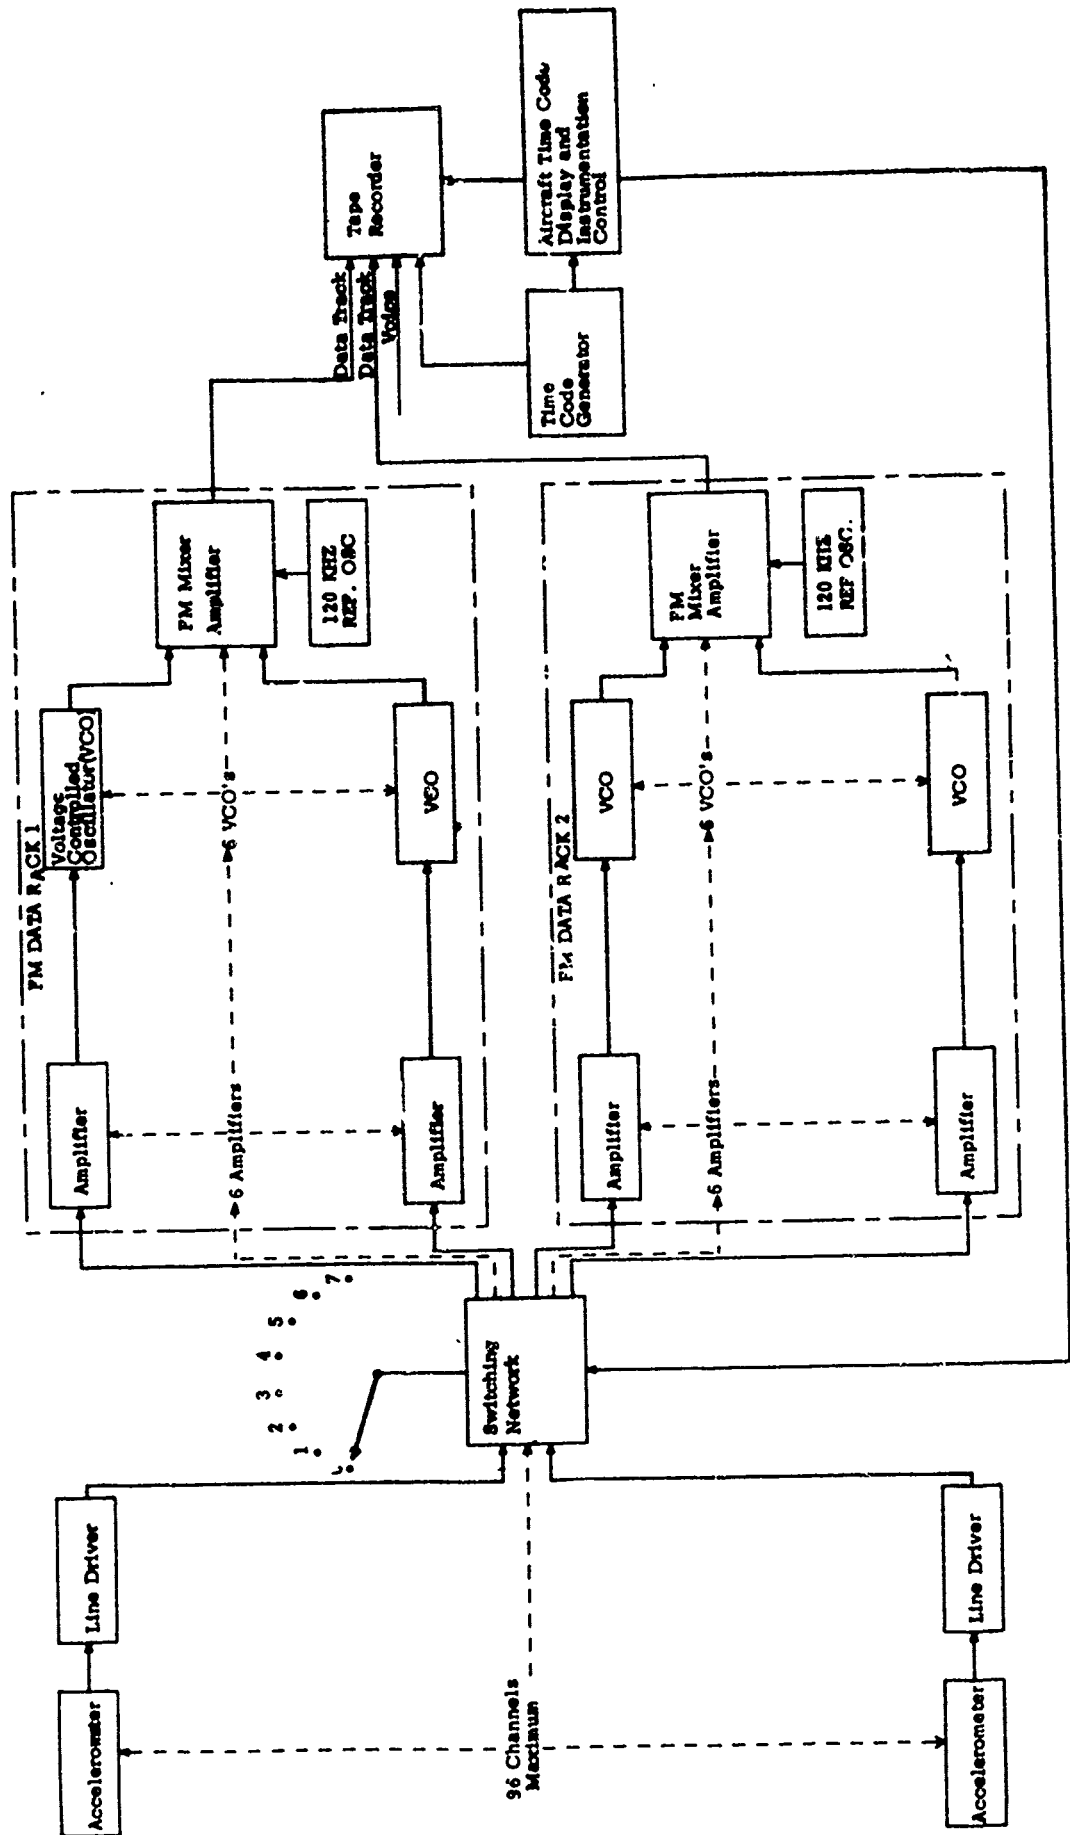 Accelerometer
Line Driver
96 Channels
Maximum
Accelerometer
Line Driver
1
2
3
4
5
6
7
Switching
Network
FM DATA RACK 1
Amplifier
Voltage
Controlled
Oscillator(VCO)
6 Amplifiers
6 VCO's
Amplifier
VCO
FM Mixer
Amplifier
120 KHZ
REF. OSC
FM DATA RACK 2
Amplifier
VCO
6 Amplifiers
6 VCO's
Amplifier
VCO
FM
Mixer
Amplifier
120 KHZ
REF OSC.
Data Track
Data Track
Voice
Tape
Recorder
Time
Code
Generator
Aircraft Time Code
Display and
Instrumentation
Control